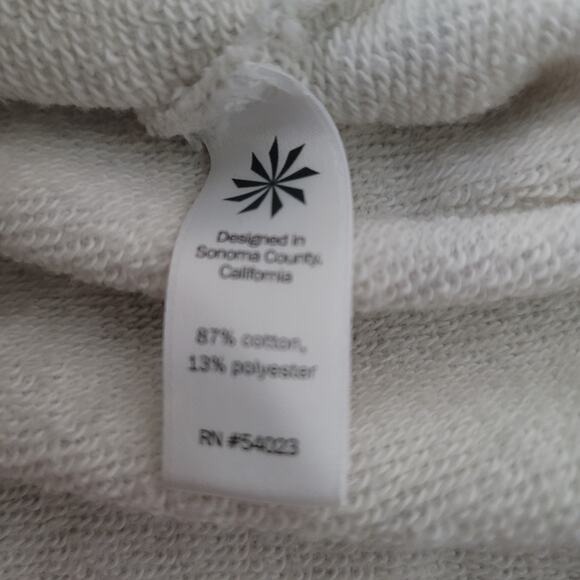 Designed in
Sonoma County,
California
87% cotton,
13% polyester
RN #54023